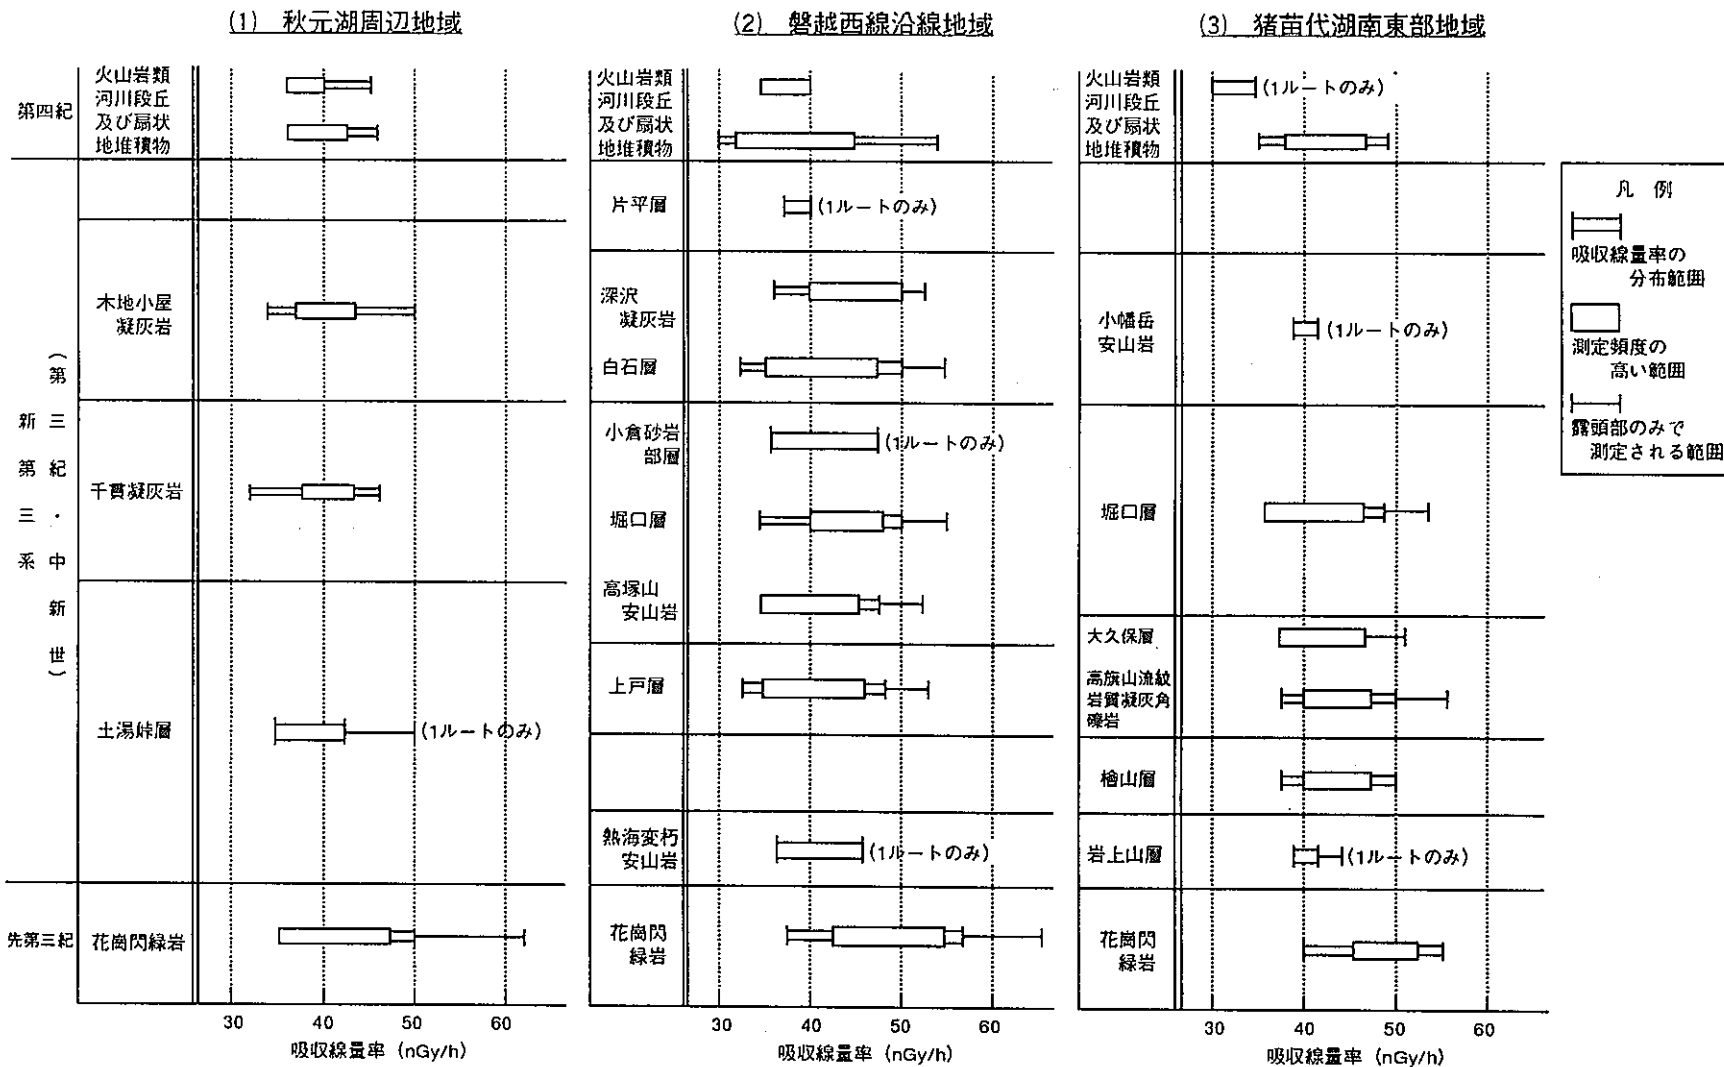 (1) 秋元湖周辺地域
第四紀
火山岩類
河川段丘
及び扇状
地堆積物
新第三系
(第三紀・中新世)
木地小屋
凝灰岩
千貫凝灰岩
土湯峠層
(1ルートのみ)
先第三紀
花崗閃緑岩
30 40 50 60
吸収線量率 (nGy/h)
(2) 磐越西線沿線地域
火山岩類
河川段丘
及び扇状
地堆積物
片平層
(1ルートのみ)
深沢
凝灰岩
白石層
小倉砂岩
部層
(1ルートのみ)
堀口層
高塚山
安山岩
上戸層
熱海変朽
安山岩
(1ルートのみ)
花崗閃
緑岩
30 40 50 60
吸収線量率 (nGy/h)
(3) 猪苗代湖南東部地域
火山岩類
河川段丘
及び扇状
地堆積物
(1ルートのみ)
小幡岳
安山岩
(1ルートのみ)
堀口層
大久保層
高旗山流紋
岩質凝灰角
礫岩
檜山層
岩上山層
(1ルートのみ)
花崗閃
緑岩
30 40 50 60
吸収線量率 (nGy/h)
凡 例
吸収線量率の
分布範囲
測定頻度の
高い範囲
露頭部のみで
測定される範囲